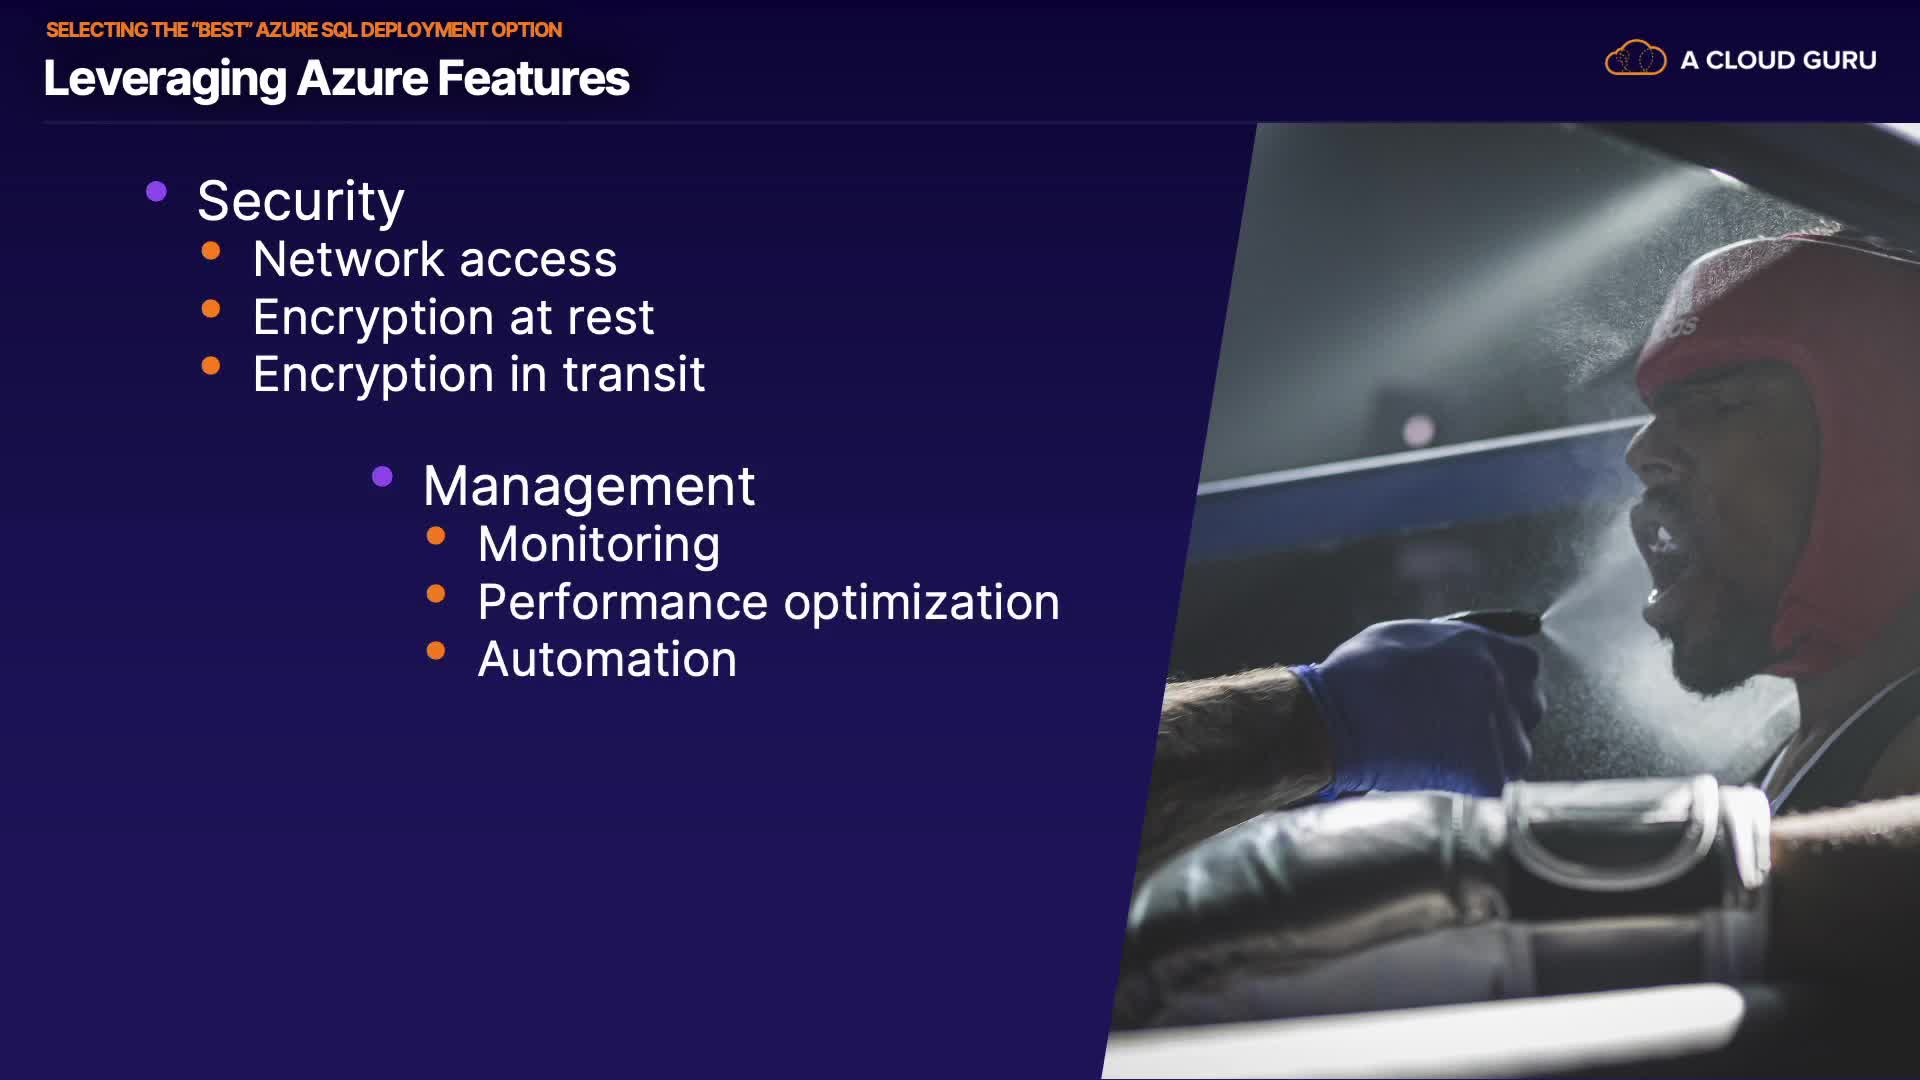 SELECTING THE “BEST” AZURE SQL DEPLOYMENT OPTION
Leveraging Azure Features
A CLOUD GURU
Security
Network access
Encryption at rest
Encryption in transit
Management
Monitoring
Performance optimization
Automation